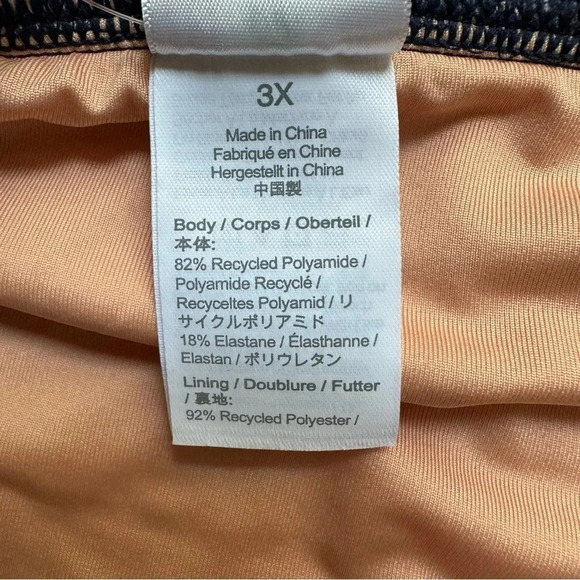 3X
Made in China
Fabriqué en Chine
Hergestellt in China
中国製
Body / Corps / Oberteil /
本体:
82% Recycled Polyamide /
Polyamide Recyclé /
Recyceltes Polyamid / リ
サイクルポリアミド
18% Elastane / Élasthanne /
Elastan / ポリウレタン
Lining / Doublure / Futter
/ 裏地:
92% Recycled Polyester /